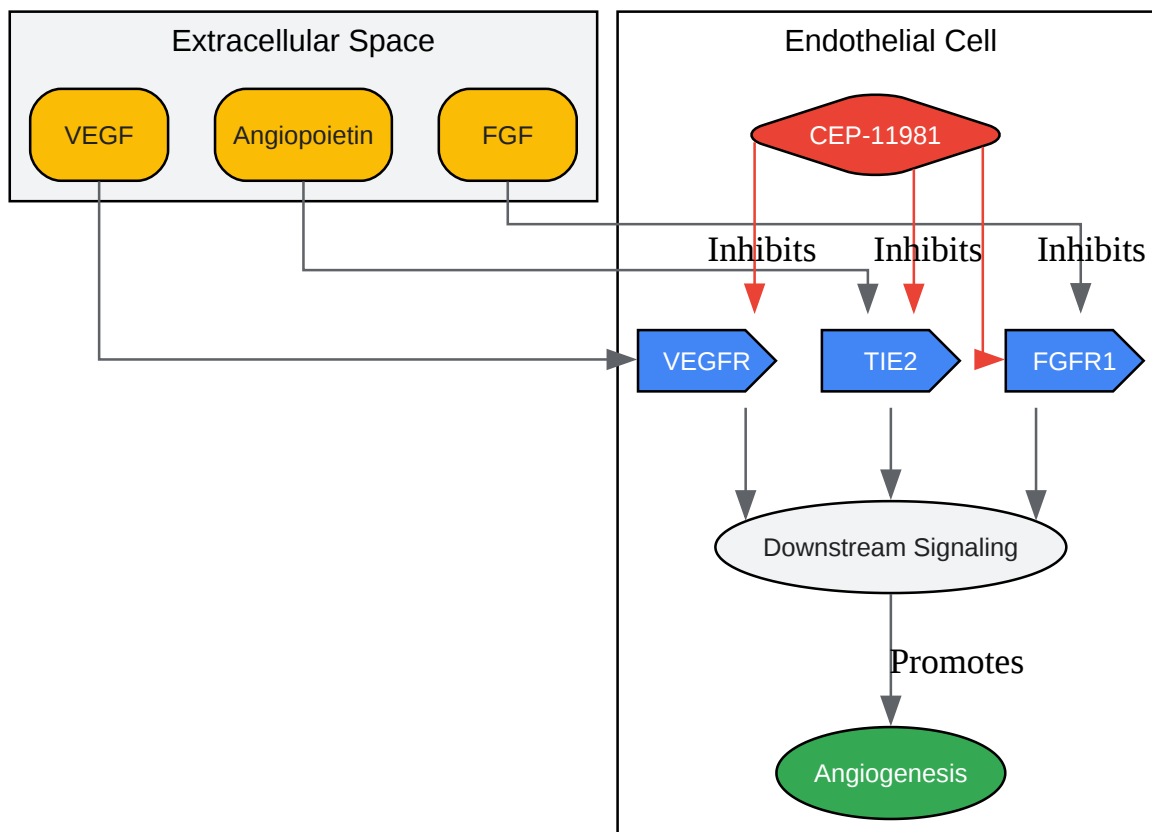 Extracellular Space
Endothelial Cell
VEGF
Angiopoietin
FGF
CEP-11981
Inhibits
Inhibits
Inhibits
VEGFR
TIE2
FGFR1
Downstream Signaling
Promotes
Angiogenesis